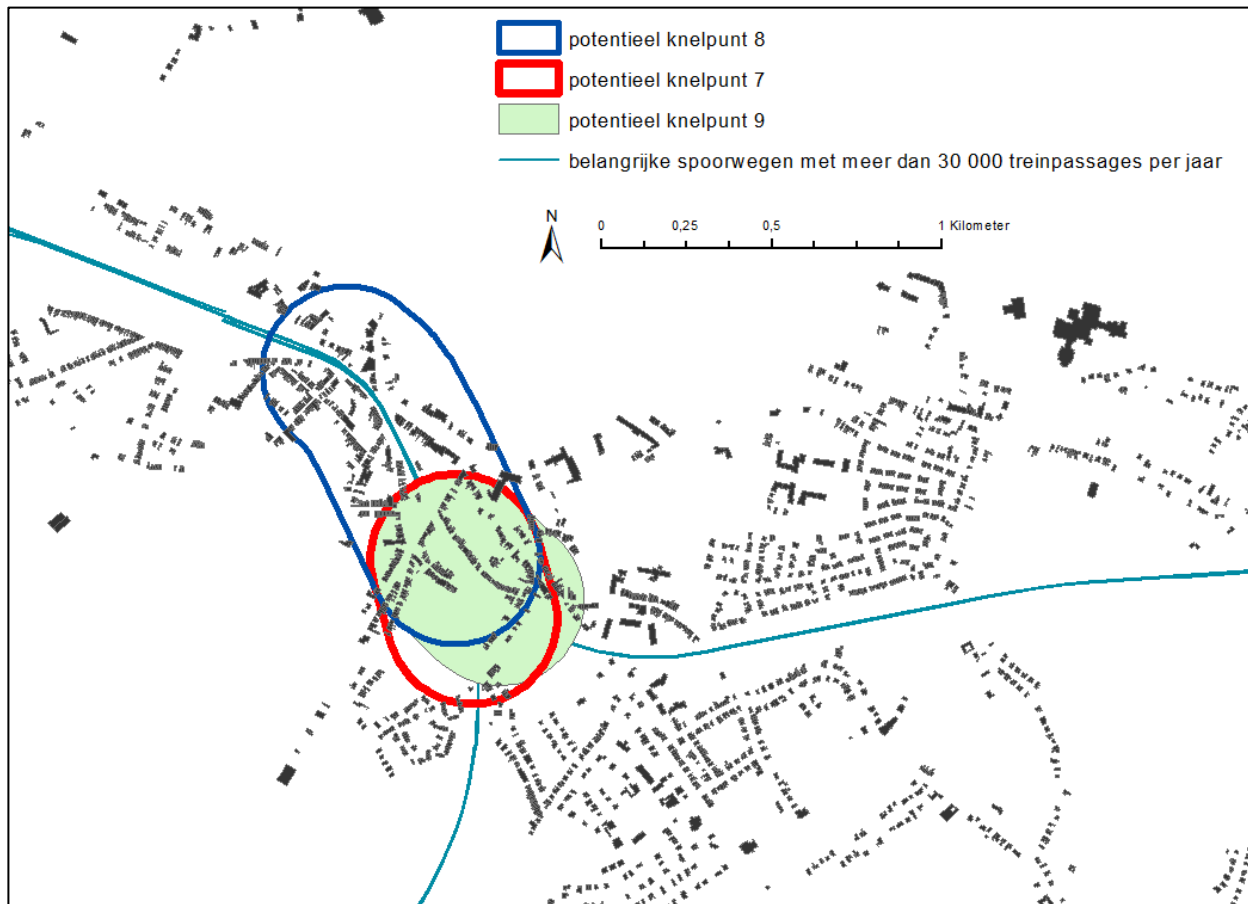 potentieel knelpunt 8
potentieel knelpunt 7
potentieel knelpunt 9
belangrijke spoorwegen met meer dan 30 000 treinpassages per jaar
N
0 0,25 0,5 1 Kilometer